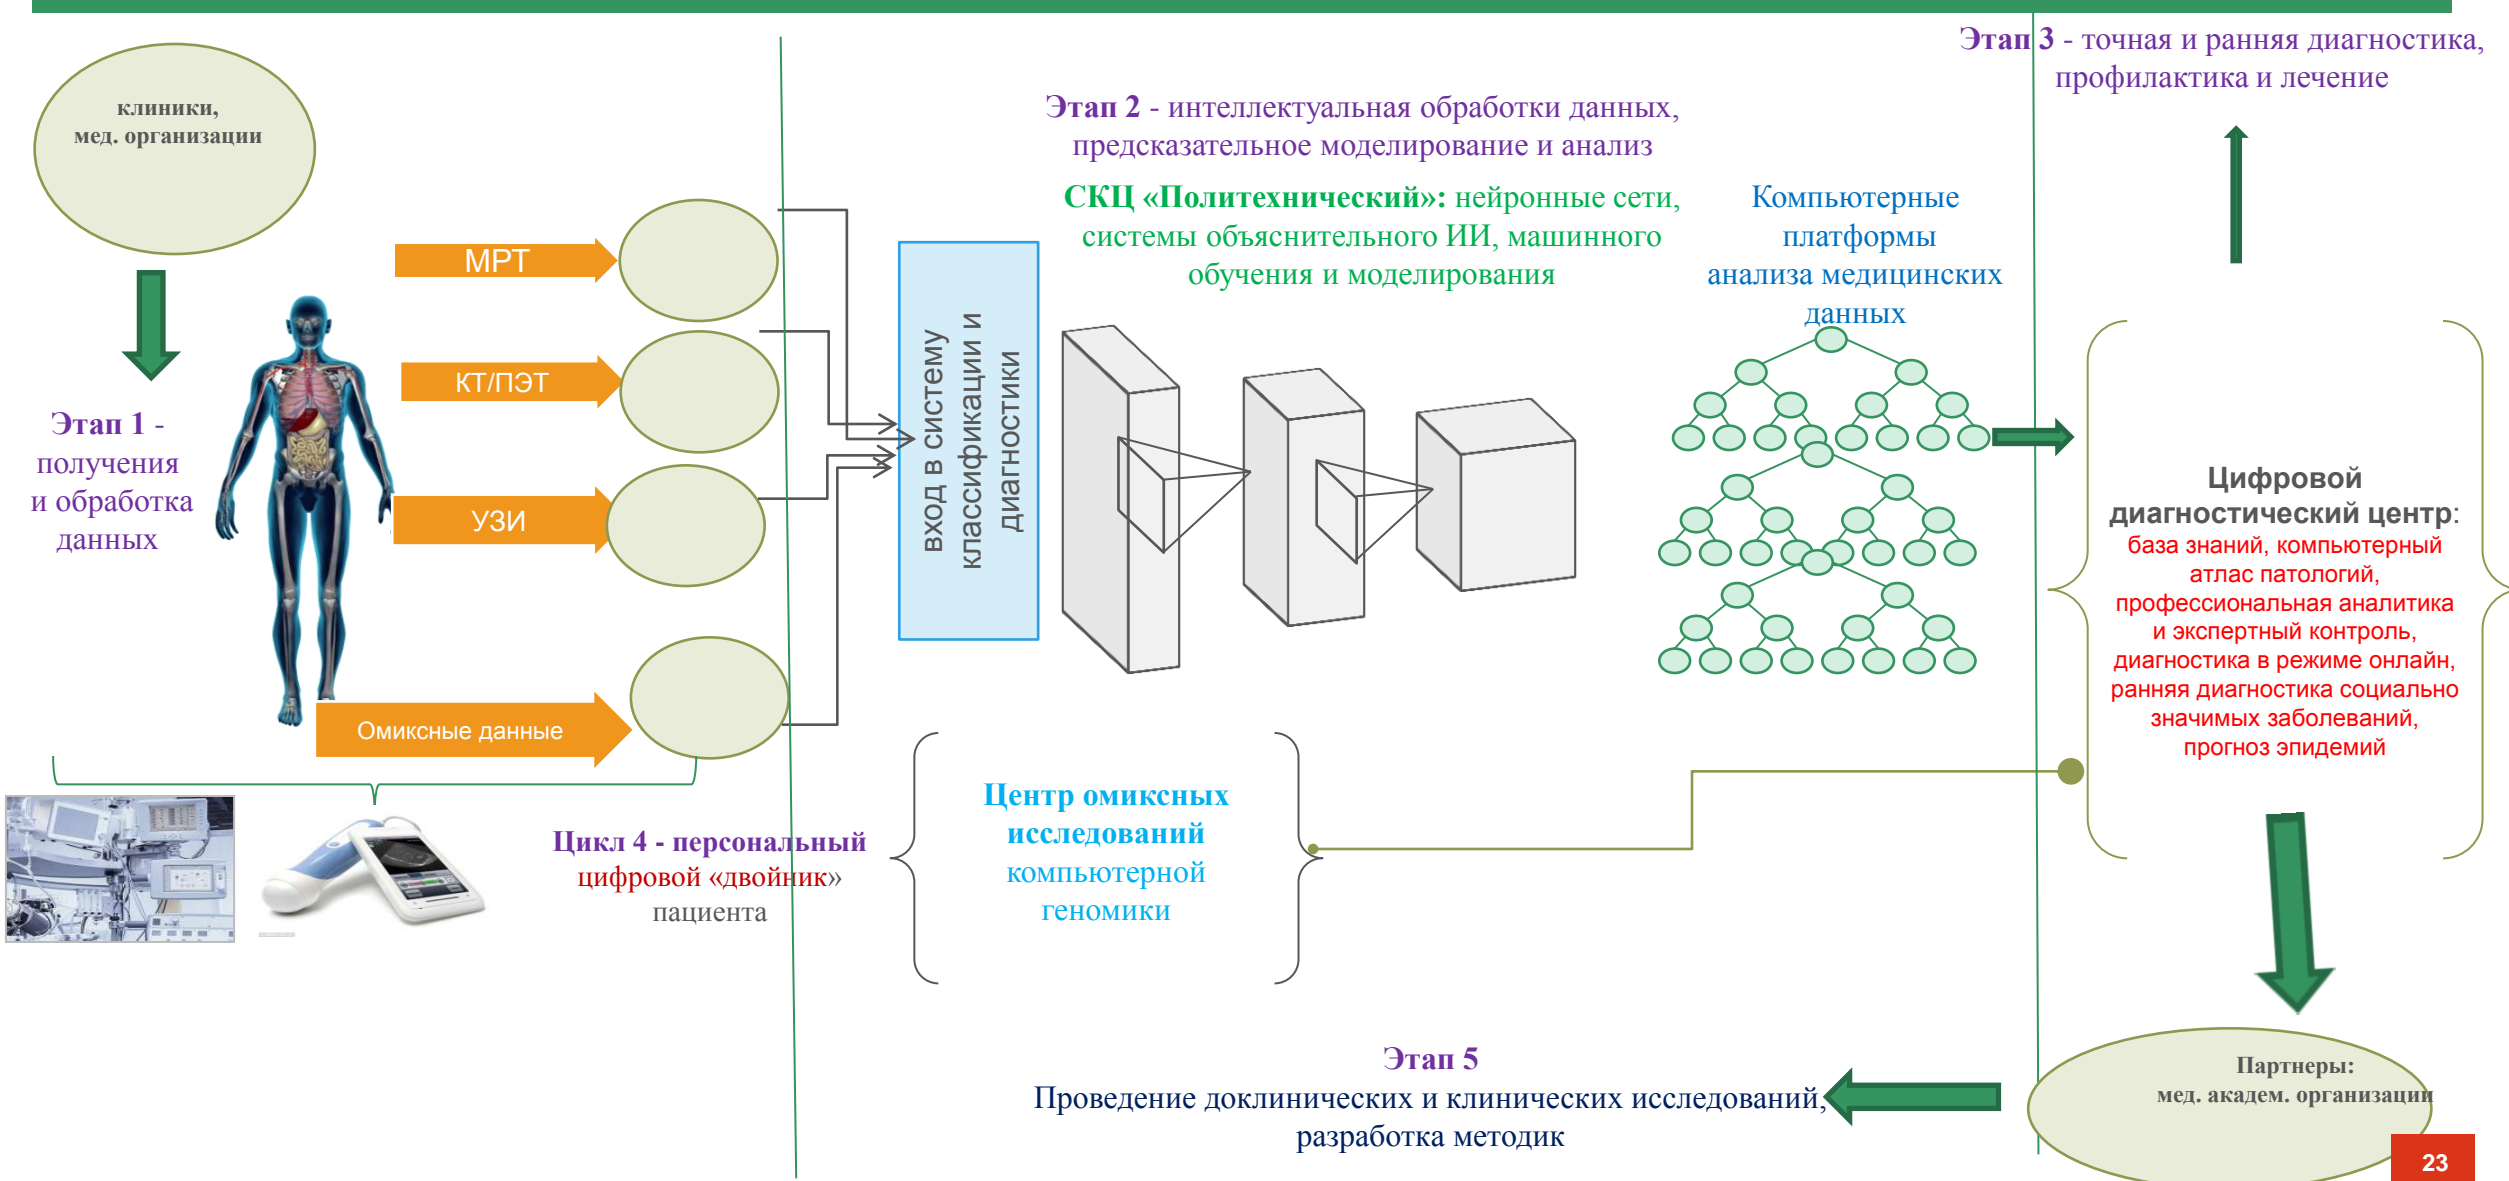 клиники,
мед. организации
Этап 1 -
получения
и обработка
данных
МРТ
КТ/ПЭТ
УЗИ
Омиксные данные
Цикл 4 - персональный
цифровой «двойник»
пациента
Этап 2 - интеллектуальная обработки данных,
предсказательное моделирование и анализ
СКЦ «Политехнический»: нейронные сети,
системы объяснительного ИИ, машинного
обучения и моделирования
Компьютерные
платформы
анализа медицинских
данных
вход в систему
классификации и
диагностики
Центр омиксных
исследований
компьютерной
геномики
Этап 3 - точная и ранняя диагностика,
профилактика и лечение
Цифровой
диагностический центр:
база знаний, компьютерный
атлас патологий,
профессиональная аналитика
и экспертный контроль,
диагностика в режиме онлайн,
ранняя диагностика социально
значимых заболеваний,
прогноз эпидемий
Этап 5
Проведение доклинических и клинических исследований,
разработка методик
Партнеры:
мед. академ. организации
23